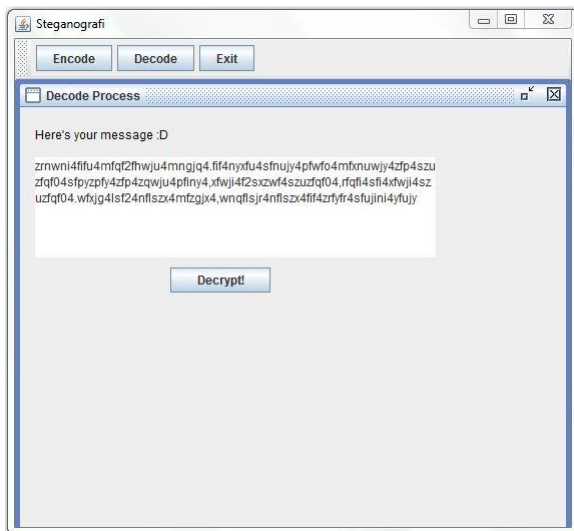 Steganografi
Encode Decode Exit
Decode Process
Here's your message :D
zrnwni4fifu4mfqf2fhwju4mngjq4.fif4nyxfu4sfnujy4pfwfo4mfxnuwjy4zfp4szu
zfqf04sfpyzpfy4zfp4zqwju4pfiny4,xfwji4f2sxzwf4szuzfqf04,rfqfi4sfi4xfwji4sz
uzfqf04.wfxjg4lsf24nflszx4mfzgjx4,wnqflsjr4nflszx4fif4zrfyfr4sfujini4yfujy
Decrypt!